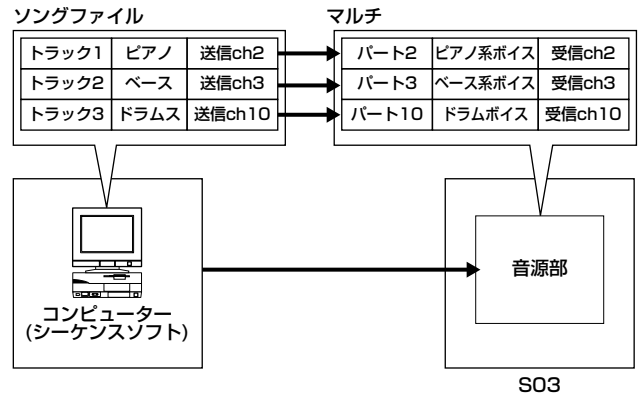 ソングファイル
トラック1 ピアノ 送信ch2
トラック2 ベース 送信ch3
トラック3 ドラムス 送信ch10
マルチ
パート2 ピアノ系ボイス 受信ch2
パート3 ベース系ボイス 受信ch3
パート10 ドラムボイス 受信ch10
コンピューター
(シーケンスソフト)
音源部
S03